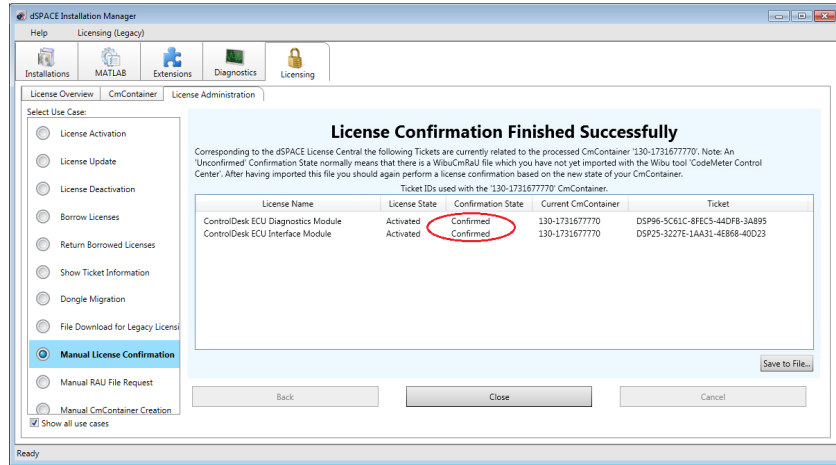 dSPACE Installation Manager
Help Licensing (Legacy)
Installations MATLAB Extensions Diagnostics Licensing
License Overview CmContainer License Administration
Select Use Case:
License Activation
License Update
License Deactivation
Borrow Licenses
Return Borrowed Licenses
Show Ticket Information
Dongle Migration
File Download for Legacy Licensi
Manual License Confirmation
Manual RAU File Request
Manual CmContainer Creation
Show all use cases
License Confirmation Finished Successfully
Corresponding to the dSPACE License Central the following Tickets are currently related to the processed CmContainer '130-1731677770'. Note: An
'Unconfirmed' Confirmation State normally means that there is a WibuCmRaU file which you have not yet imported with the Wibu tool 'CodeMeter Control
Center'. After having imported this file you should again perform a license confirmation based on the new state of your CmContainer.
Ticket IDs used with the '130-1731677770' CmContainer.
License Name License State Confirmation State Current CmContainer Ticket
ControlDesk ECU Diagnostics Module Activated Confirmed 130-1731677770 DSP96-5C61C-8FEC5-44DFB-3A895
ControlDesk ECU Interface Module Activated Confirmed 130-1731677770 DSP25-3227E-1AA31-4E868-40D23
Save to File...
Back Close Cancel
Ready